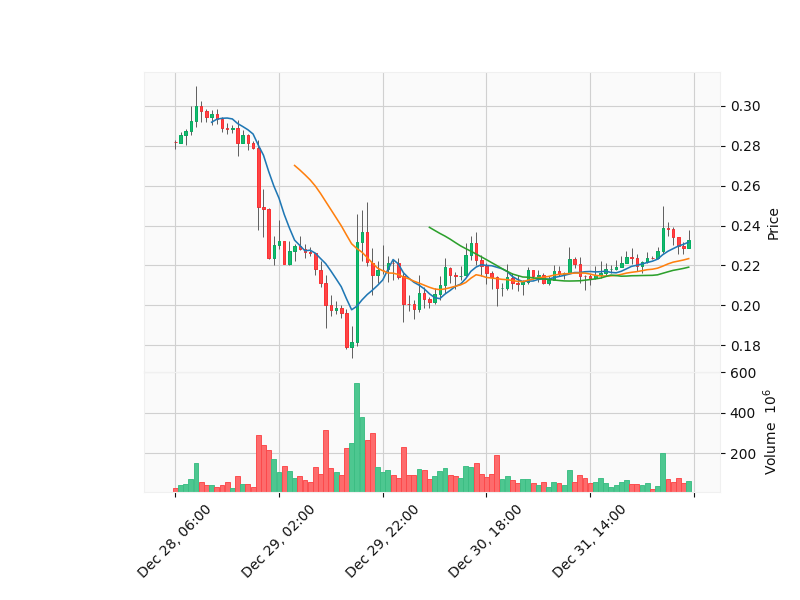 0.30
0.28
0.26
0.24
0.22
0.20
0.18
Price
600
400
200
Volume 10^6
Dec 28, 06:00
Dec 29, 02:00
Dec 29, 22:00
Dec 30, 18:00
Dec 31, 14:00